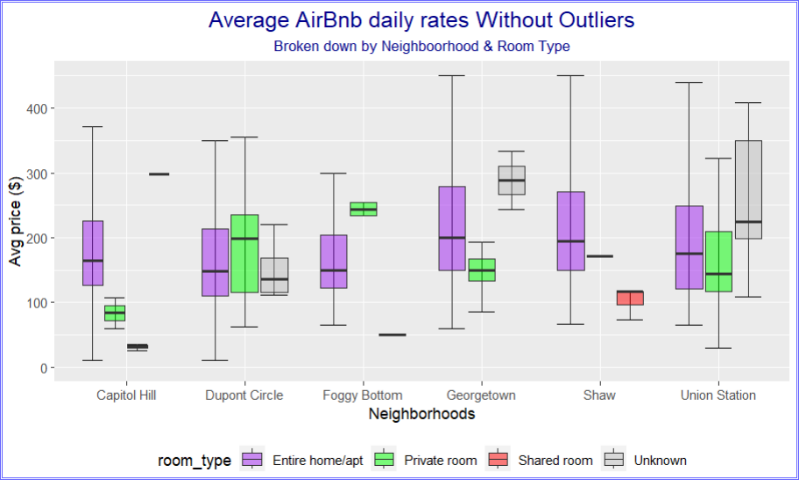 Average AirBnb daily rates Without Outliers
Broken down by Neighboorhood & Room Type
Avg price ($)
400
300
200
100
0
Capitol Hill Dupont Circle Foggy Bottom Georgetown Shaw Union Station
Neighborhoods
room_type Entire home/apt Private room Shared room Unknown